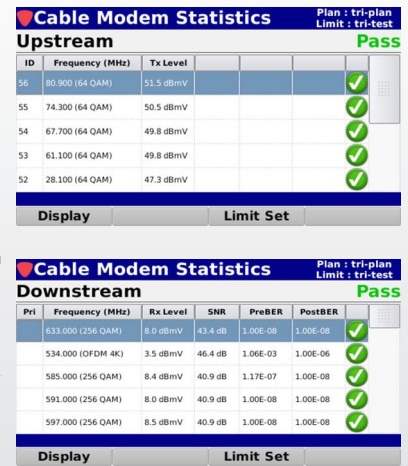 Cable Modem Statistics Plan : tri-plan
Limit : tri-test
Upstream Pass
ID Frequency (MHz) Tx Level
56 80.900 (64 QAM) 51.5 dBmV
55 74.300 (64 QAM) 50.5 dBmV
54 67.700 (64 QAM) 49.8 dBmV
53 61.100 (64 QAM) 49.8 dBmV
52 28.100 (64 QAM) 47.3 dBmV
Display Limit Set
Cable Modem Statistics Plan : tri-plan
Limit : tri-test
Downstream Pass
Pri Frequency (MHz) Rx Level SNR PreBER PostBER
633.000 (256 QAM) 8.0 dBmV 43.4 dB 1.00E-08 1.00E-08
534.000 (OFDM 4K) 3.5 dBmV 46.4 dB 1.06E-03 1.00E-06
585.000 (256 QAM) 8.4 dBmV 40.9 dB 1.17E-07 1.00E-08
591.000 (256 QAM) 8.0 dBmV 40.9 dB 1.00E-08 1.00E-08
597.000 (256 QAM) 8.5 dBmV 40.9 dB 1.00E-08 1.00E-08
Display Limit Set